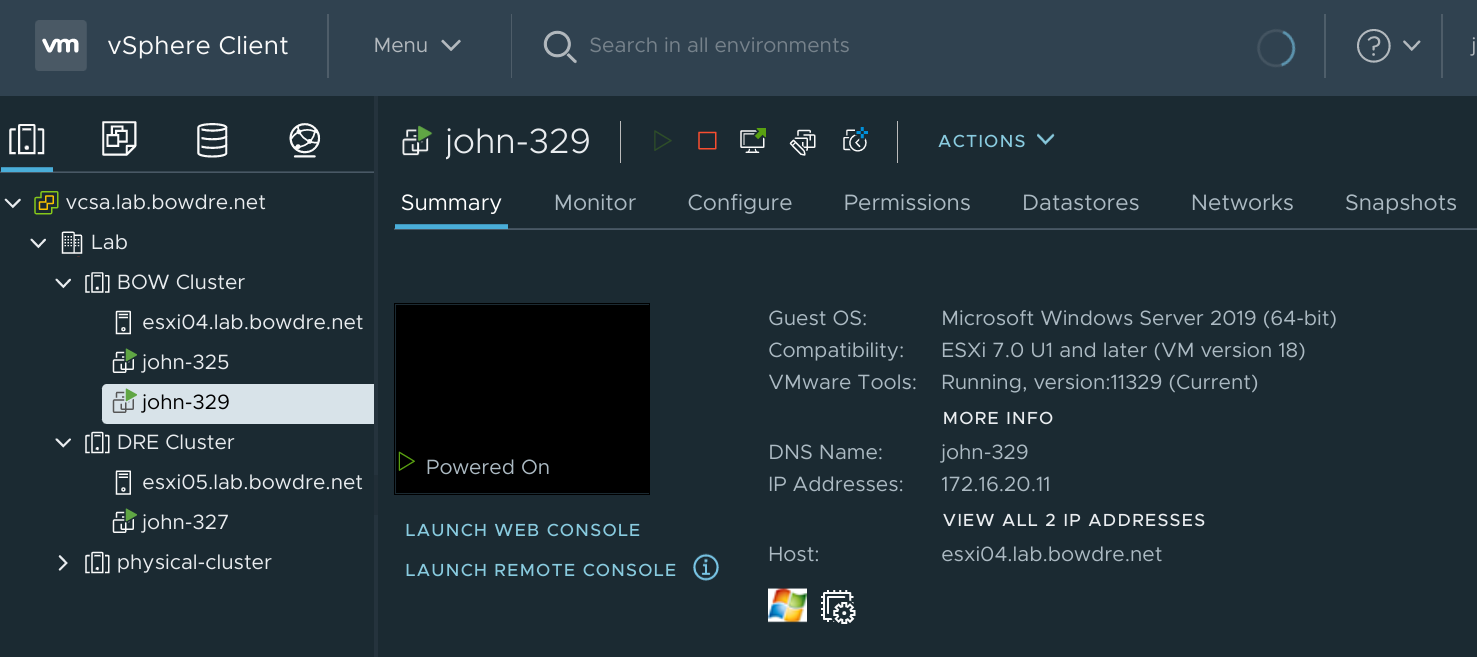 vm vSphere Client Menu Search in all environments ? j
john-329 ACTIONS
Summary Monitor Configure Permissions Datastores Networks Snapshots
vcsa.lab.bowdre.net
Lab
BOW Cluster
esxi04.lab.bowdre.net
john-325
john-329
DRE Cluster
esxi05.lab.bowdre.net
john-327
physical-cluster
Powered On
LAUNCH WEB CONSOLE
LAUNCH REMOTE CONSOLE i
Guest OS: Microsoft Windows Server 2019 (64-bit)
Compatibility: ESXi 7.0 U1 and later (VM version 18)
VMware Tools: Running, version:11329 (Current)
MORE INFO
DNS Name: john-329
IP Addresses: 172.16.20.11
VIEW ALL 2 IP ADDRESSES
Host: esxi04.lab.bowdre.net